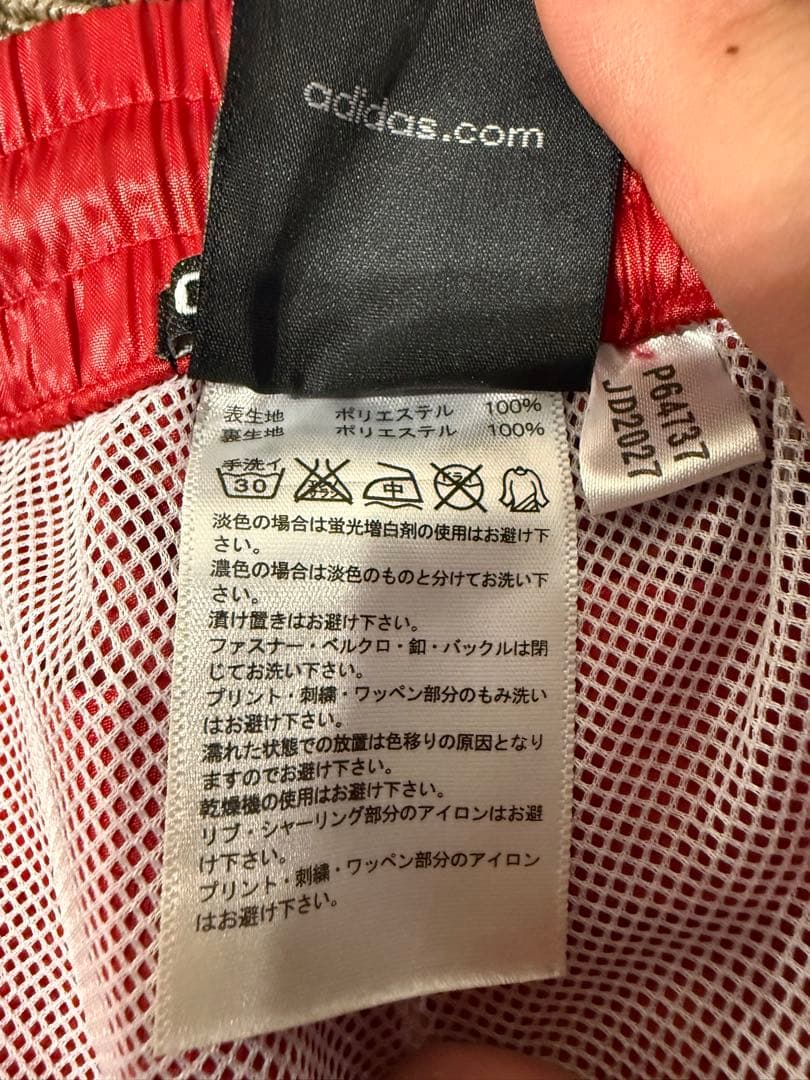 adidas.com
P64737
JD2027
表生地 ポリエステル 100%
裏生地 ポリエステル 100%
手洗イ
30
エンソサラシ
中
ドライ
淡色の場合は蛍光増白剤の使用はお避け下
さい。
濃色の場合は淡色のものと分けてお洗い下
さい。
漬け置きはお避け下さい。
ファスナー・ベルクロ・釦・バックルは閉
じてお洗い下さい。
プリント・刺繍・ワッペン部分のもみ洗い
はお避け下さい。
濡れた状態での放置は色移りの原因となり
ますのでお避け下さい。
乾燥機の使用はお避け下さい。
リブ・シャーリング部分のアイロンはお避
け下さい。
プリント・刺繍・ワッペン部分のアイロン
はお避け下さい。